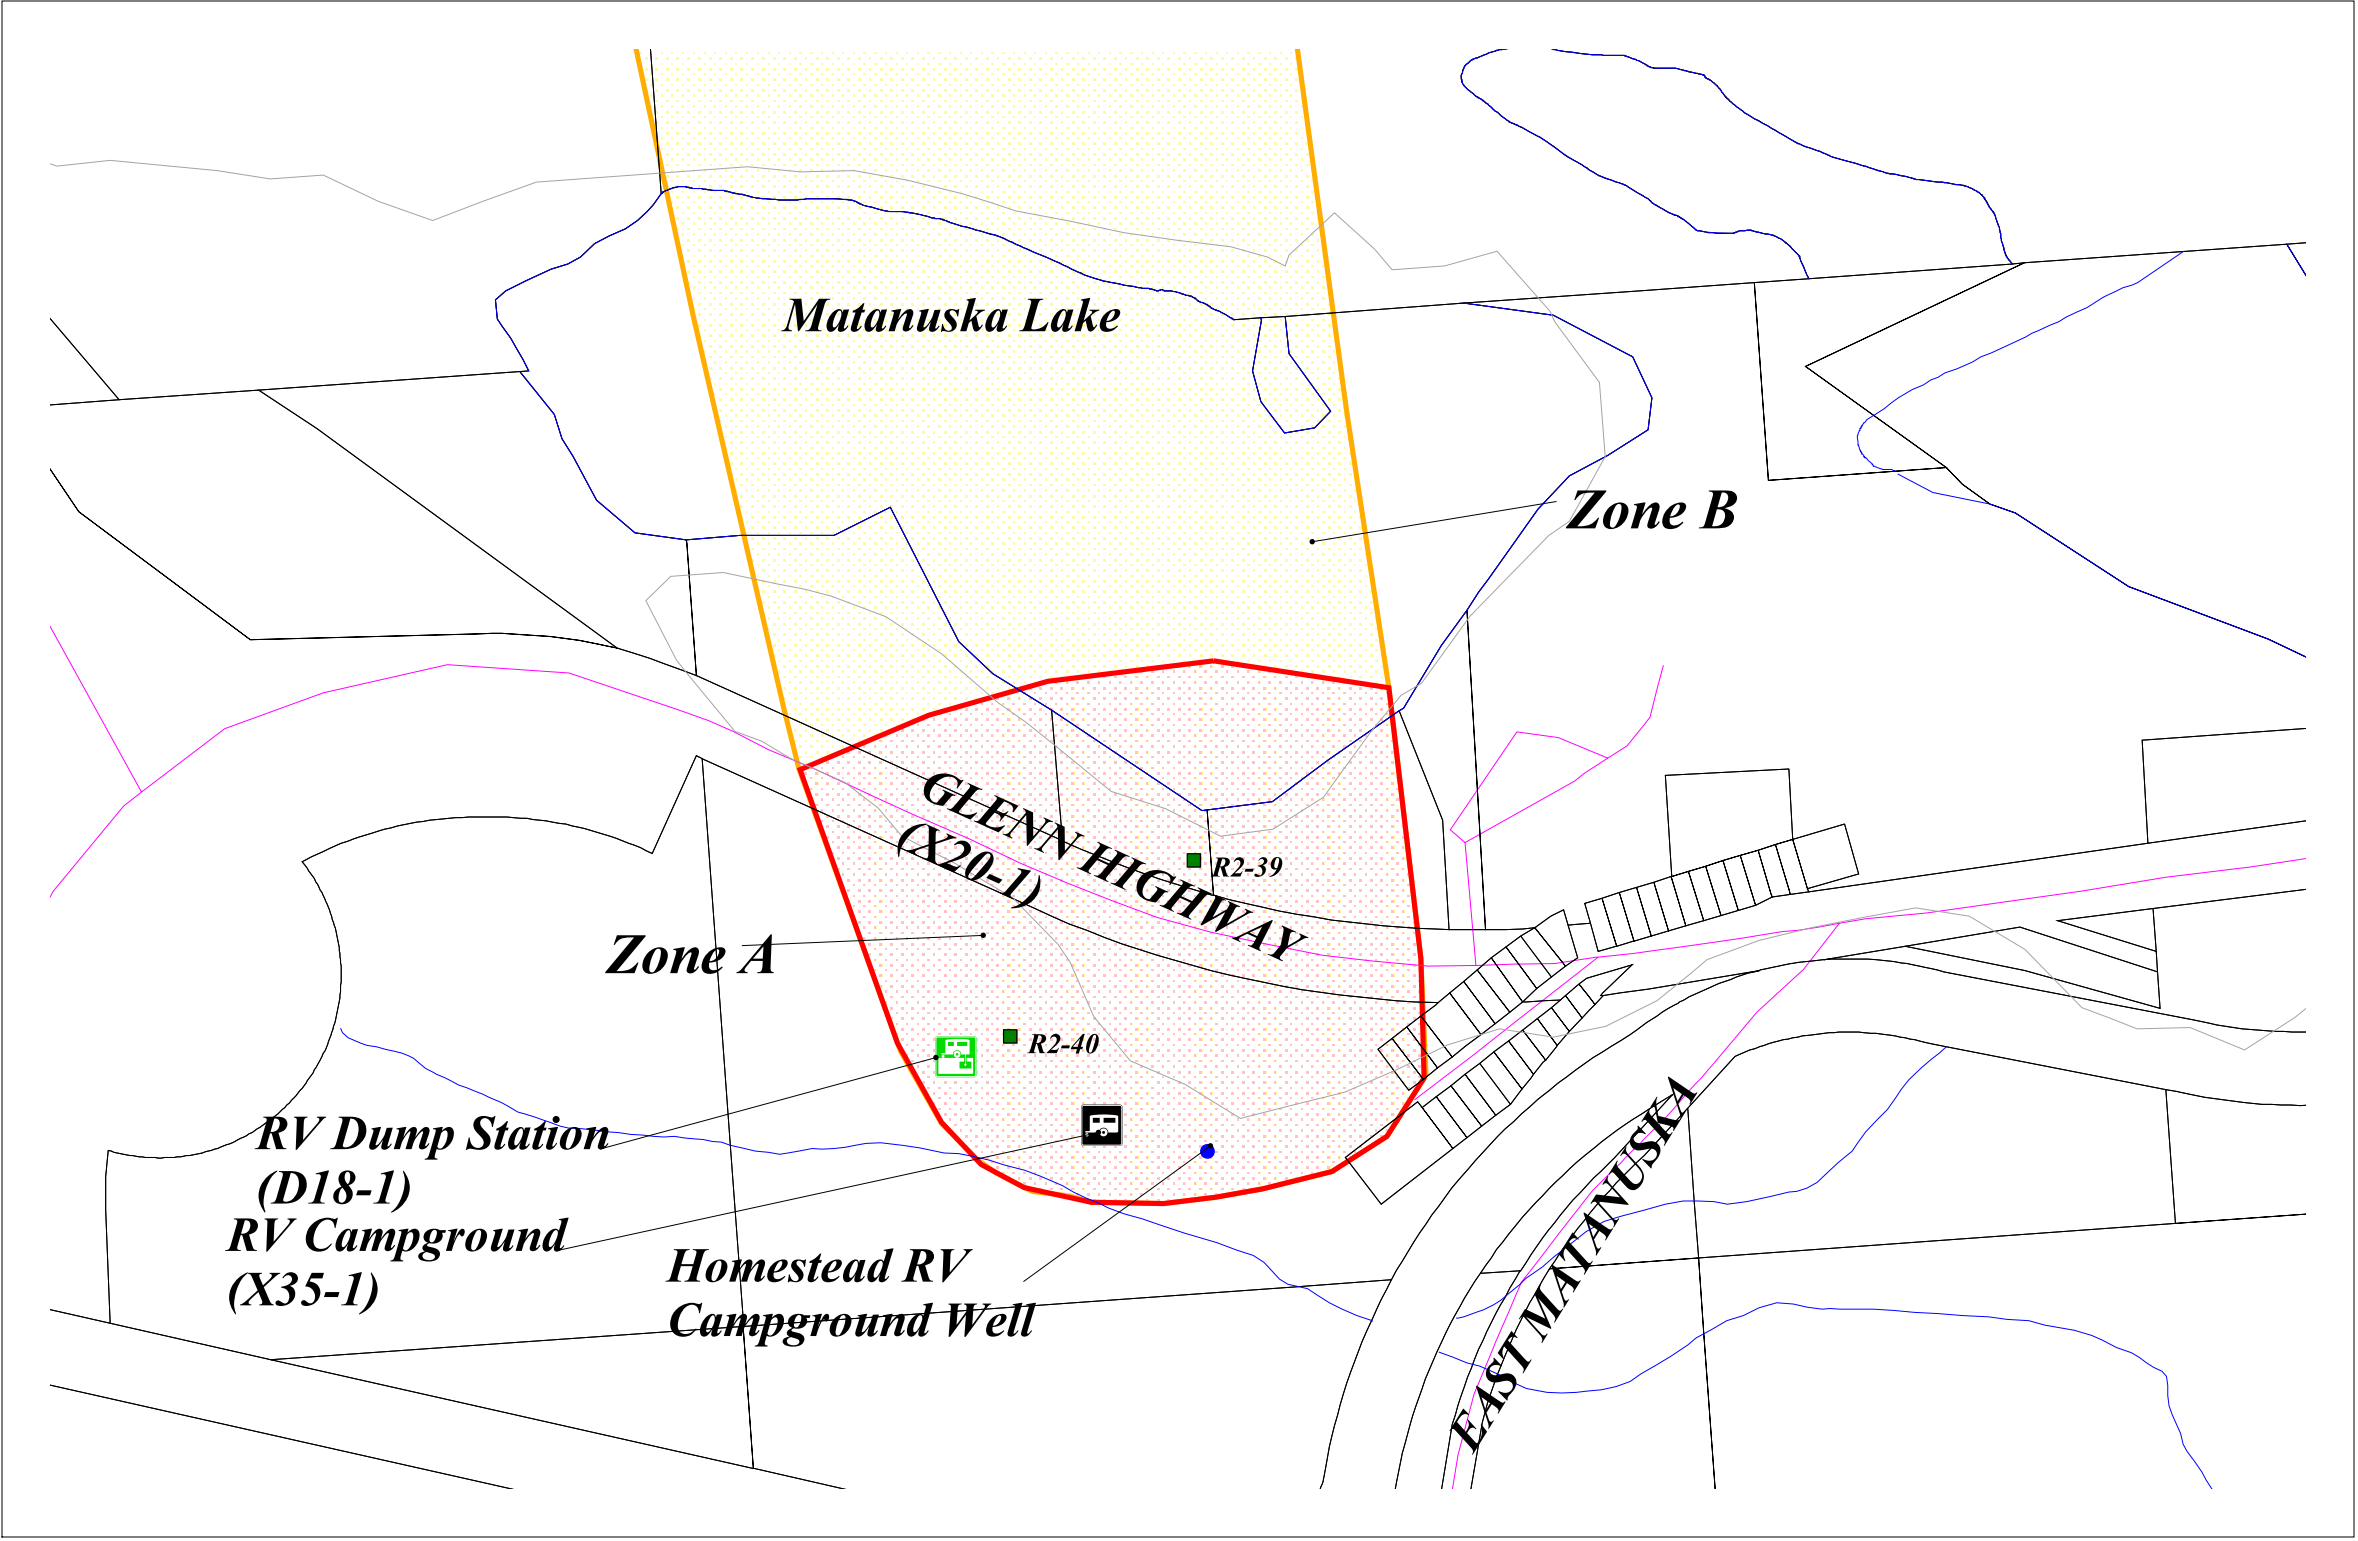 Matanuska Lake
Zone B
GLENN HIGHWAY
(X20-1)
R2-39
Zone A
R2-40
RV Dump Station
(D18-1)
RV Campground
(X35-1)
Homestead RV
Campground Well
EAST MATANUSKA